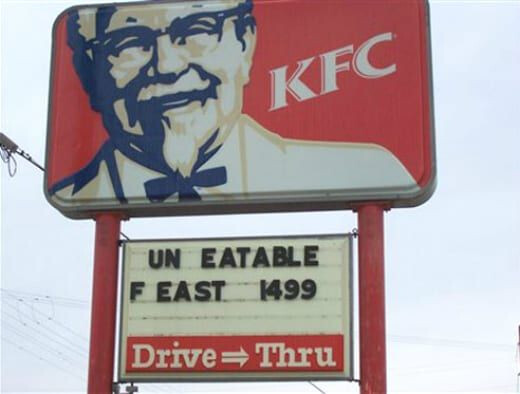 KFC
UN EATABLE
F EAST 1499
Drive⇒Thru